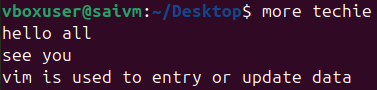 vboxuser@saivm:~/Desktop$ more techie
hello all
see you
vim is used to entry or update data